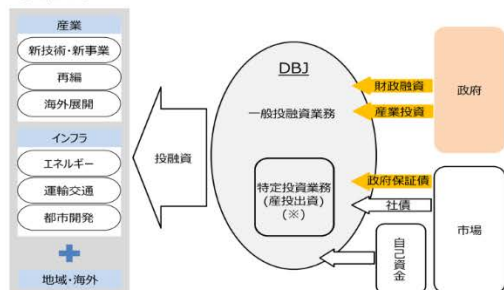 産業
新技術・新事業
再編
海外展開
インフラ
エネルギー
運輸交通
都市開発
地域・海外
投融資
DBJ
一般投融資業務
特定投資業務
(産投出資)
(※)
財政融資
産業投資
政府保証債
社債
自己資金
政府
市場